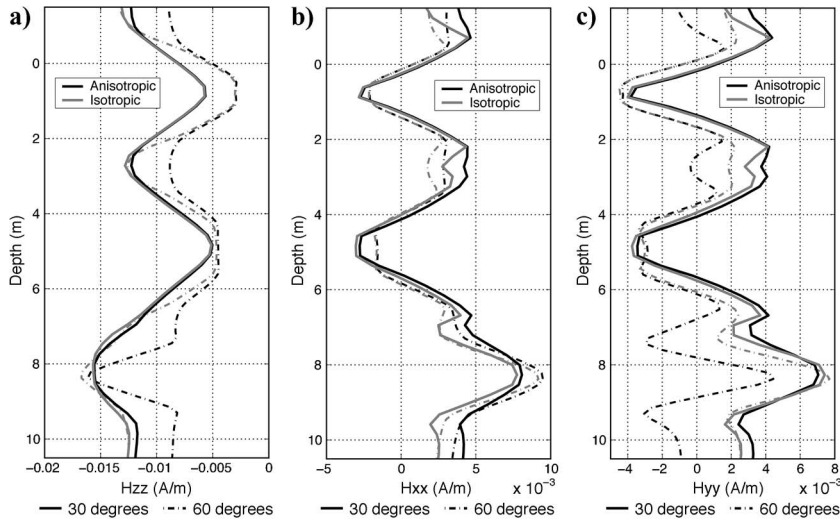 a)
b)
c)
Depth (m)
0
2
4
6
8
10
Anisotropic
Isotropic
-0.02 -0.015 -0.01 -0.005 0
Hzz (A/m)
30 degrees 60 degrees
Depth (m)
0
2
4
6
8
10
Anisotropic
Isotropic
-5 0 5 10
Hxx (A/m) x 10⁻³
30 degrees 60 degrees
Depth (m)
0
2
4
6
8
10
Anisotropic
Isotropic
-4 -2 0 2 4 6 8
Hyy (A/m) x 10⁻³
30 degrees 60 degrees